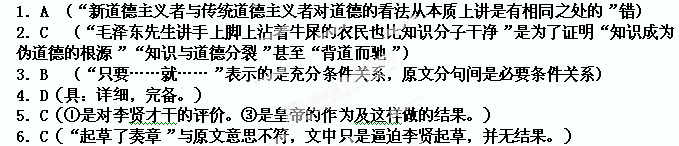 1. A （“新道德主义者与传统道德主义者对道德的看法从本质上讲是有相同之处的”错）
2. C （“毛泽东先生讲手上脚上沾着牛屎的农民也比知识分子干净”是为了证明“知识成为
伪道德的根源”“知识与道德分裂”甚至“背道而驰”）
3. B （“只要……就……”表示的是充分条件关系，原文分句间是必要条件关系）
4. D（具：详细，完备。）
5. C（①是对李贤才干的评价。③是皇帝的作为及这样做的结果。）
6. C（“起草了奏章”与原文意思不符，文中只是逼迫李贤起草，并无结果。）